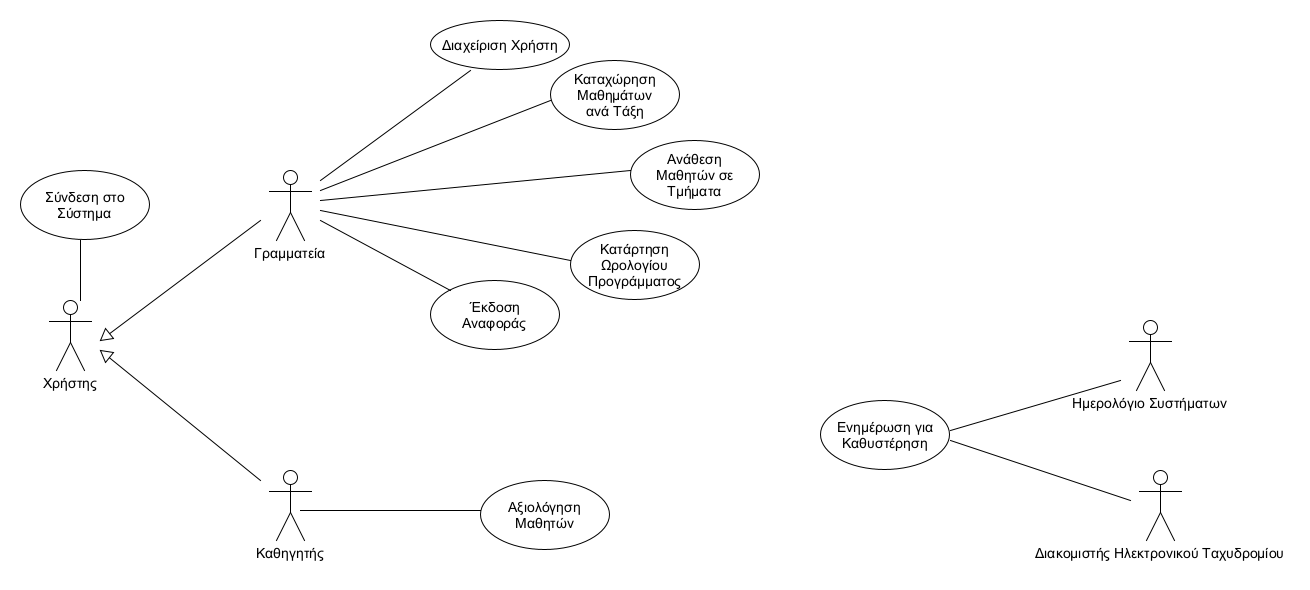 Διαχείριση Χρήστη
Καταχώρηση
Μαθημάτων
ανά Τάξη
Ανάθεση
Μαθητών σε
Τμήματα
Σύνδεση στο
Σύστημα
Γραμματεία
Κατάρτηση
Ωρολογίου
Προγράμματος
Έκδοση
Αναφοράς
Χρήστης
Ημερολόγιο Συστήματων
Ενημέρωση για
Καθυστέρηση
Αξιολόγηση
Μαθητών
Καθηγητής
Διακομιστής Ηλεκτρονικού Ταχυδρομίου